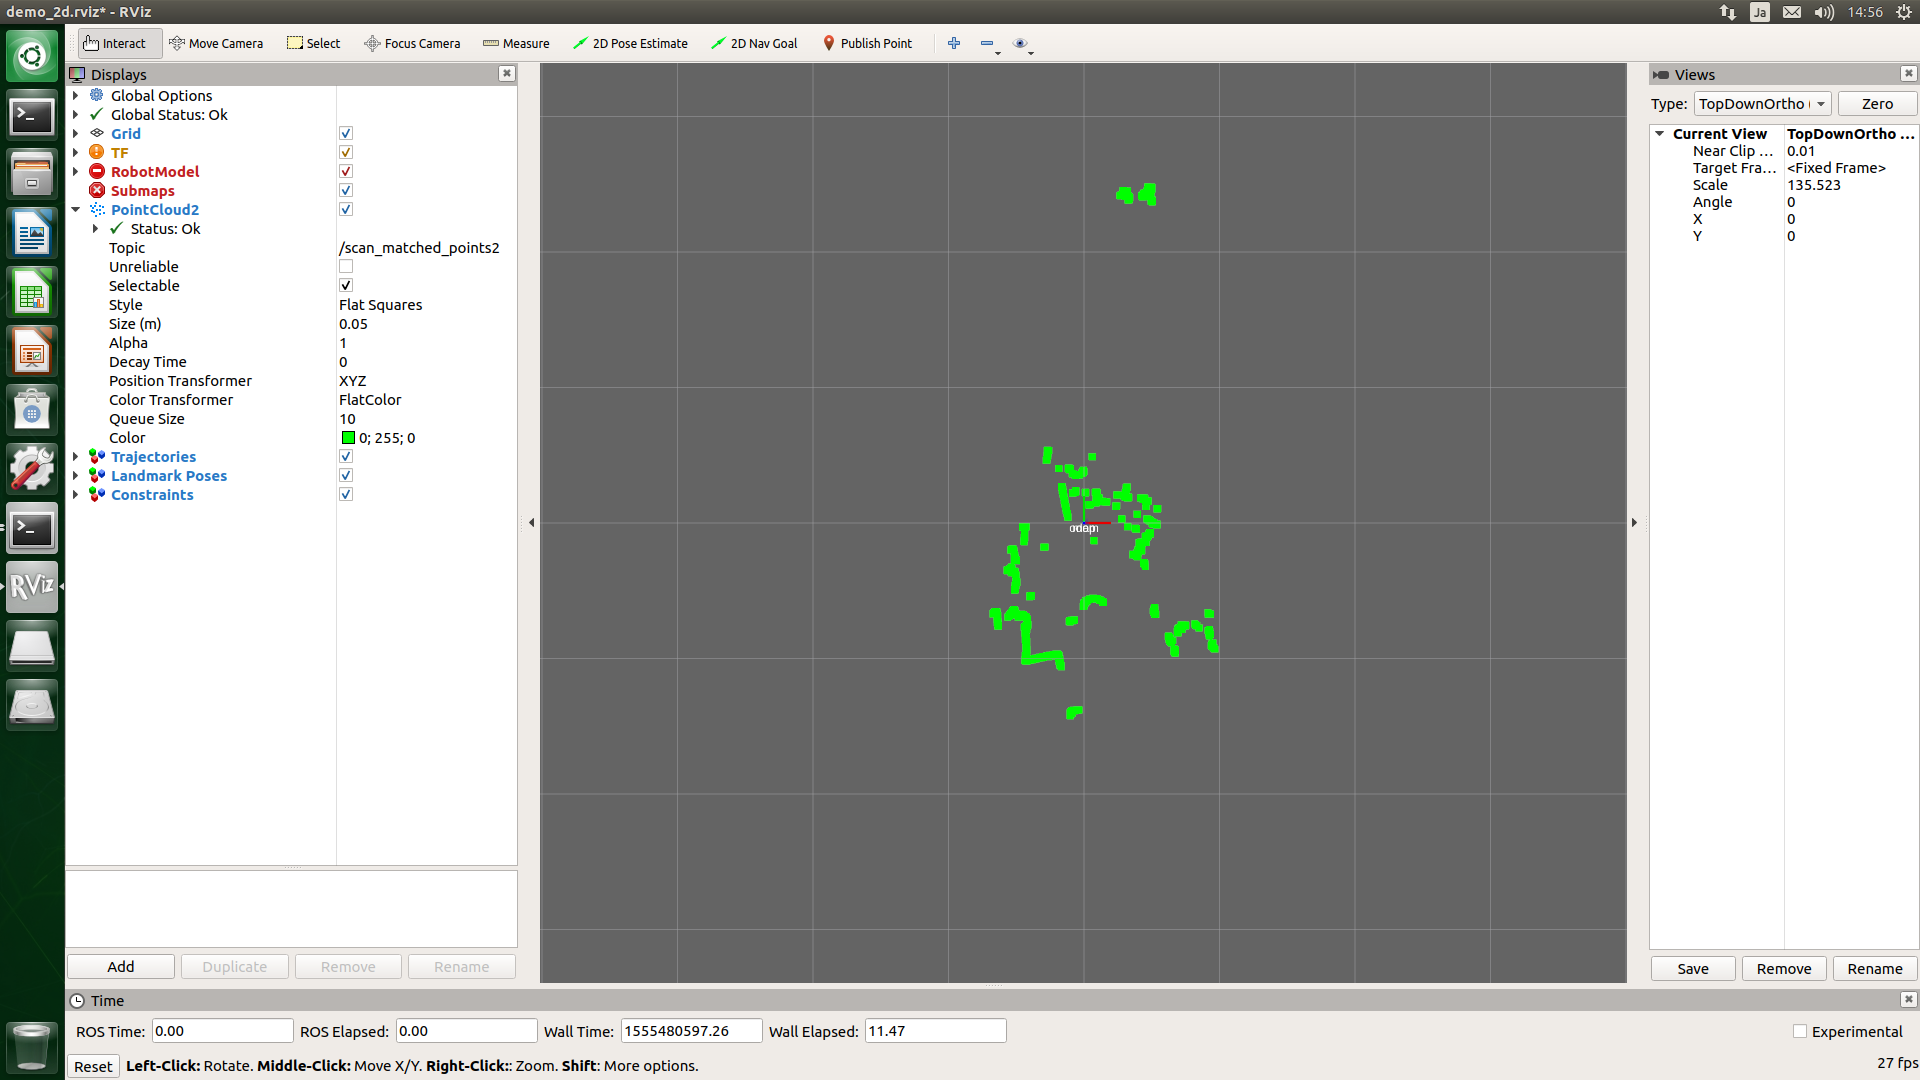 demo_2d.rviz* - RViz
Ja
14:56
Interact
Move Camera
Select
Focus Camera
Measure
2D Pose Estimate
2D Nav Goal
Publish Point
Displays
Global Options
Global Status: Ok
Grid
TF
RobotModel
Submaps
PointCloud2
Status: Ok
Topic /scan_matched_points2
Unreliable
Selectable
Style Flat Squares
Size (m) 0.05
Alpha 1
Decay Time 0
Position Transformer XYZ
Color Transformer FlatColor
Queue Size 10
Color 0; 255; 0
Trajectories
Landmark Poses
Constraints
Add
Duplicate
Remove
Rename
RViz
Views
Type: TopDownOrtho (
Zero
Current View TopDownOrtho ...
Near Clip ... 0.01
Target Fra... <Fixed Frame>
Scale 135.523
Angle 0
X 0
Y 0
Save
Remove
Rename
Time
ROS Time: 0.00
ROS Elapsed: 0.00
Wall Time: 1555480597.26
Wall Elapsed: 11.47
Experimental
Reset
Left-Click: Rotate. Middle-Click: Move X/Y. Right-Click:: Zoom. Shift: More options.
27 fps